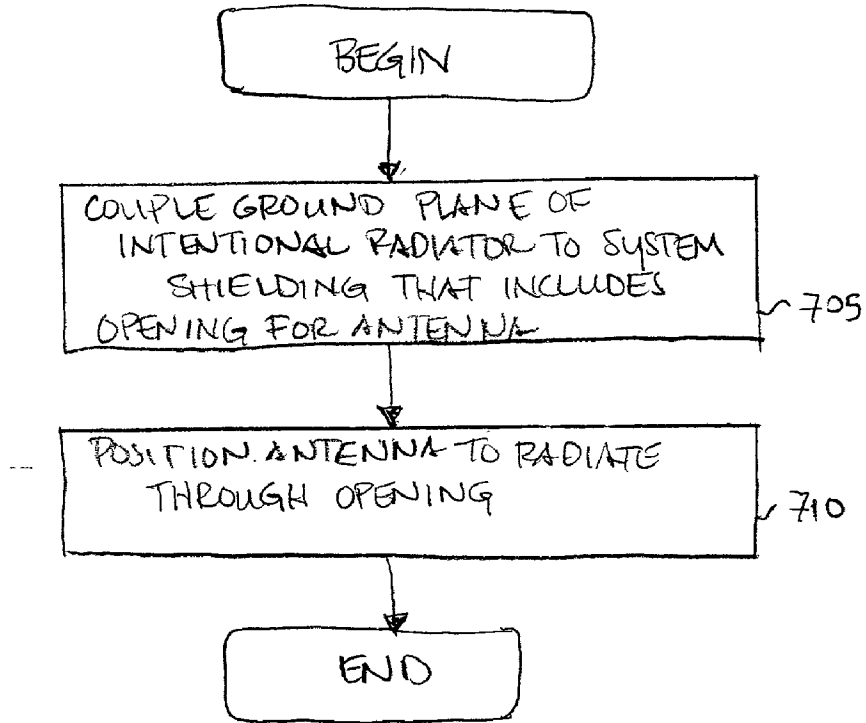 BEGIN
COUPLE GROUND PLANE OF
INTENTIONAL RADIATOR TO SYSTEM
SHIELDING THAT INCLUDES
OPENING FOR ANTENNA
705
POSITION ANTENNA TO RADIATE
THROUGH OPENING
710
END